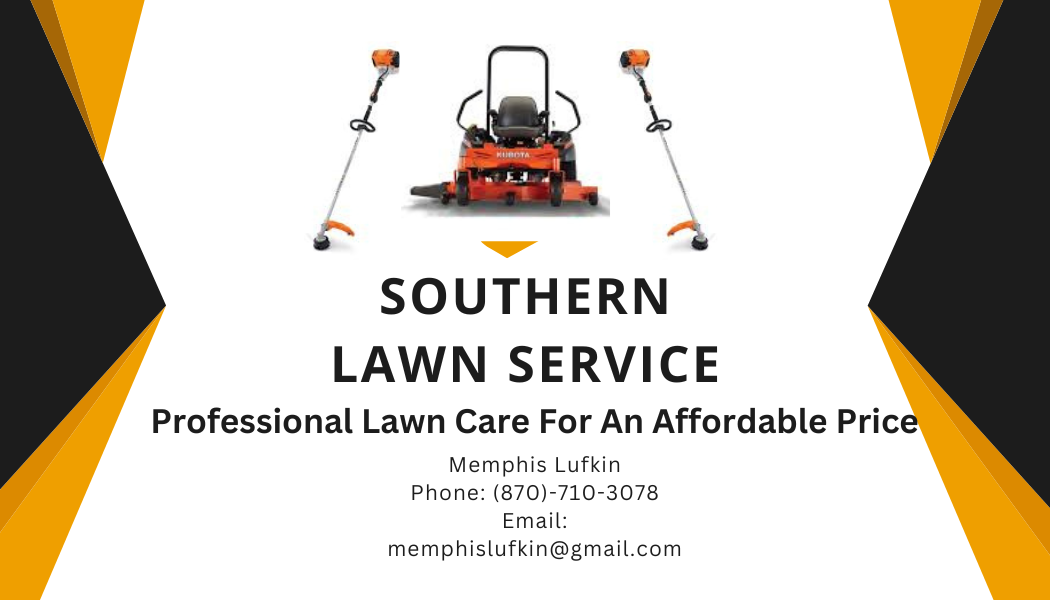 KUBOTA
SOUTHERN
LAWN SERVICE
Professional Lawn Care For An Affordable Price
Memphis Lufkin
Phone: (870)-710-3078
Email:
memphislufkin@gmail.com